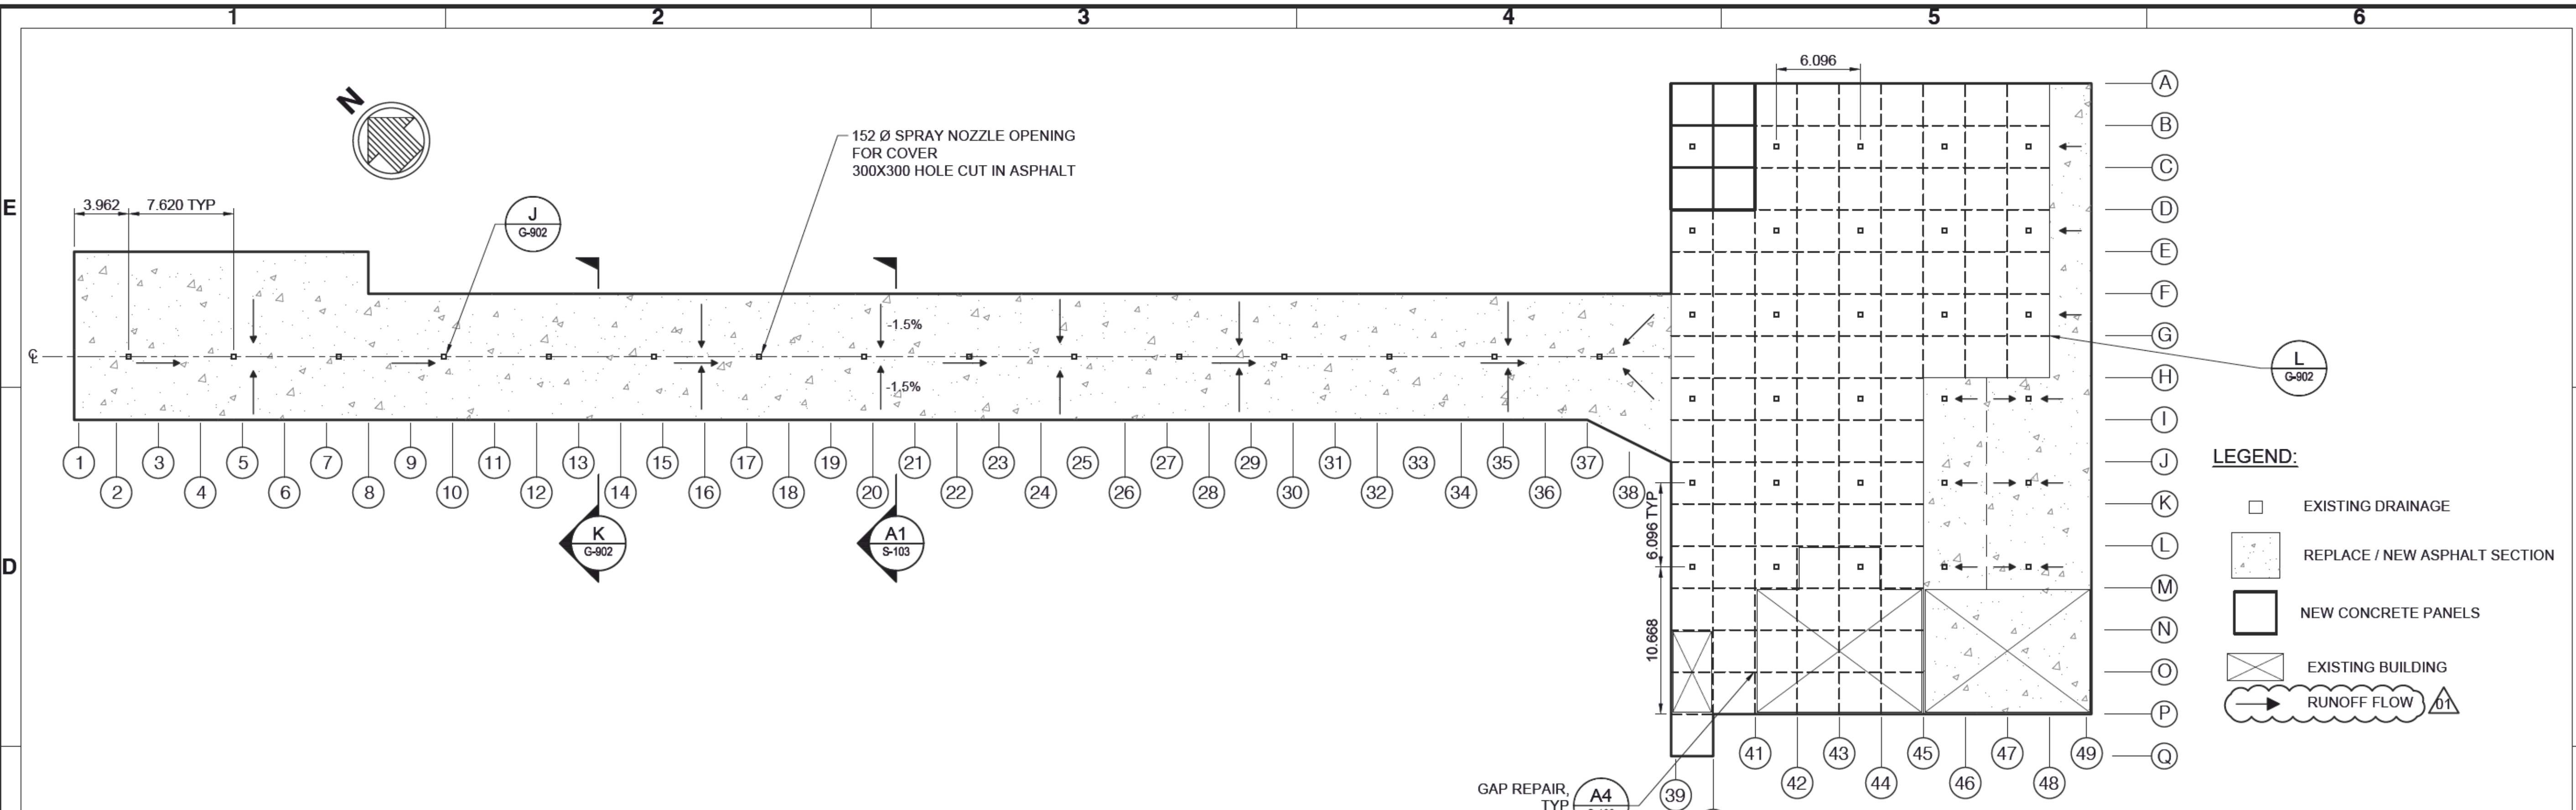 1 2 3 4 5 6
E
D
N
152 Ø SPRAY NOZZLE OPENING
FOR COVER
300X300 HOLE CUT IN ASPHALT
6.096
3.962
7.620 TYP
J
G-902
-1.5%
-1.5%
℄
1 2 3 4 5 6 7 8 9 10 11 12 13 14 15 16 17 18 19 20 21 22 23 24 25 26 27 28 29 30 31 32 33 34 35 36 37 38
K
G-902
A1
S-103
6.096 TYP
10.668
A
B
C
D
E
F
G
H
I
J
K
L
M
N
O
P
Q
L
G-902
39 41 42 43 44 45 46 47 48 49
GAP REPAIR,
TYP
A4
LEGEND:
EXISTING DRAINAGE
REPLACE / NEW ASPHALT SECTION
NEW CONCRETE PANELS
EXISTING BUILDING
RUNOFF FLOW
01